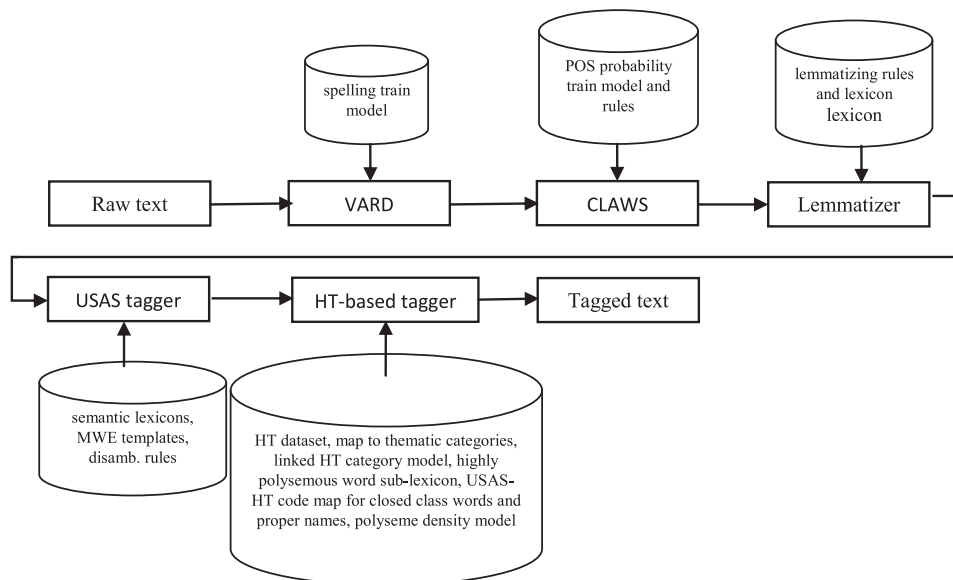 spelling train
model
POS probability
train model and
rules
lemmatizing rules
and lexicon
lexicon
Raw text
VARD
CLAWS
Lemmatizer
USAS tagger
HT-based tagger
Tagged text
semantic lexicons,
MWE templates,
disamb. rules
HT dataset, map to thematic categories,
linked HT category model, highly
polysemous word sub-lexicon, USAS-
HT code map for closed class words and
proper names, polyseme density model